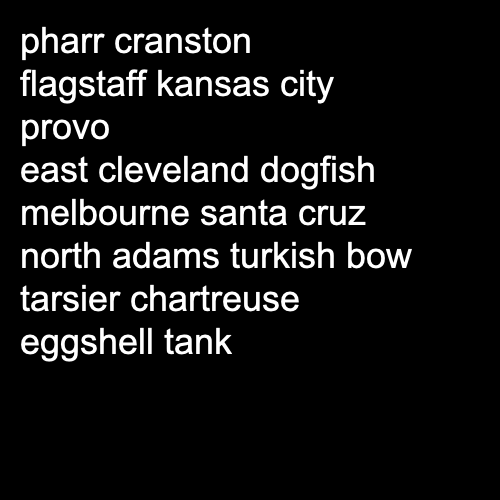 pharr cranston
flagstaff kansas city
provo
east cleveland dogfish
melbourne santa cruz
north adams turkish bow
tarsier chartreuse
eggshell tank